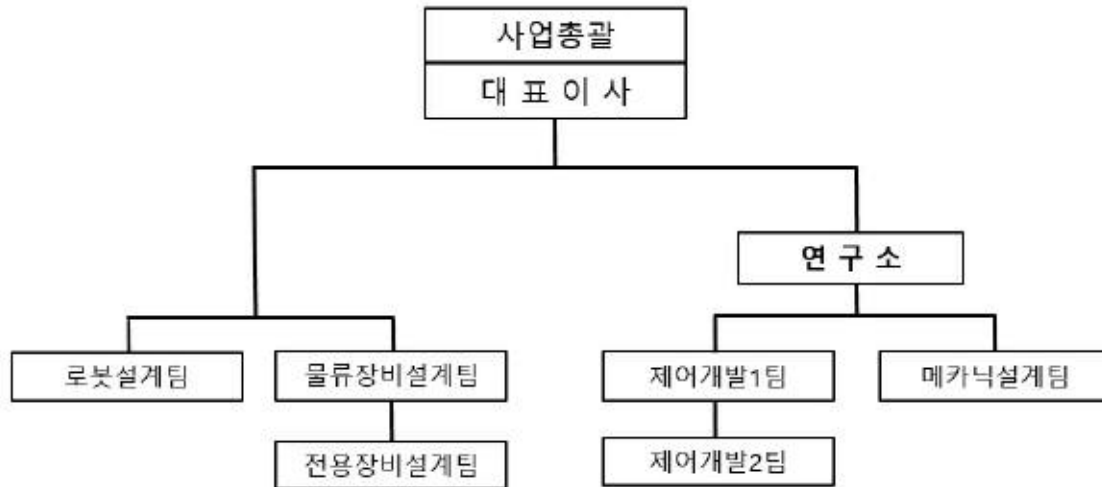 사업총괄
대 표 이 사
연 구 소
로봇설계팀
물류장비설계팀
제어개발1팀
메카닉설계팀
전용장비설계팀
제어개발2팀